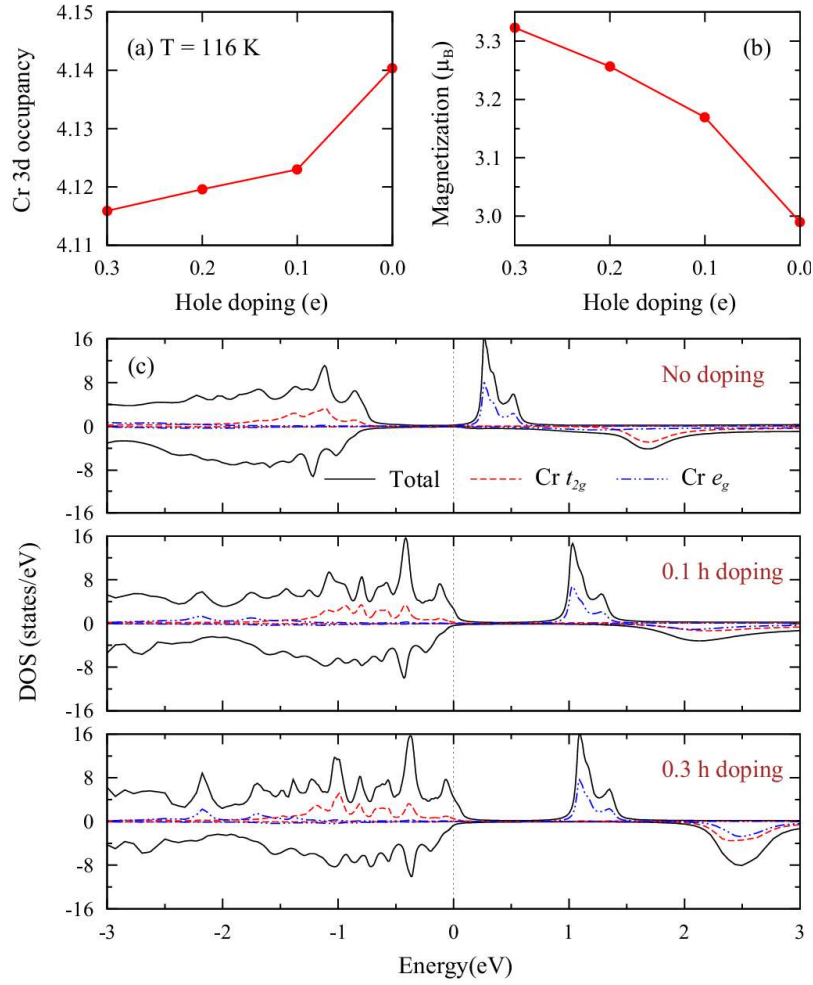 (a) T = 116 K
Cr 3d occupancy
4.15
4.14
4.13
4.12
4.11
0.3 0.2 0.1 0.0
Hole doping (e)
(b)
Magnetization (μB)
3.3
3.2
3.1
3.0
0.3 0.2 0.1 0.0
Hole doping (e)
(c)
No doping
16
8
0
-8
-16
Total Cr t2g Cr eg
0.1 h doping
16
8
0
-8
-16
DOS (states/eV)
0.3 h doping
16
8
0
-8
-16
-3 -2 -1 0 1 2 3
Energy(eV)